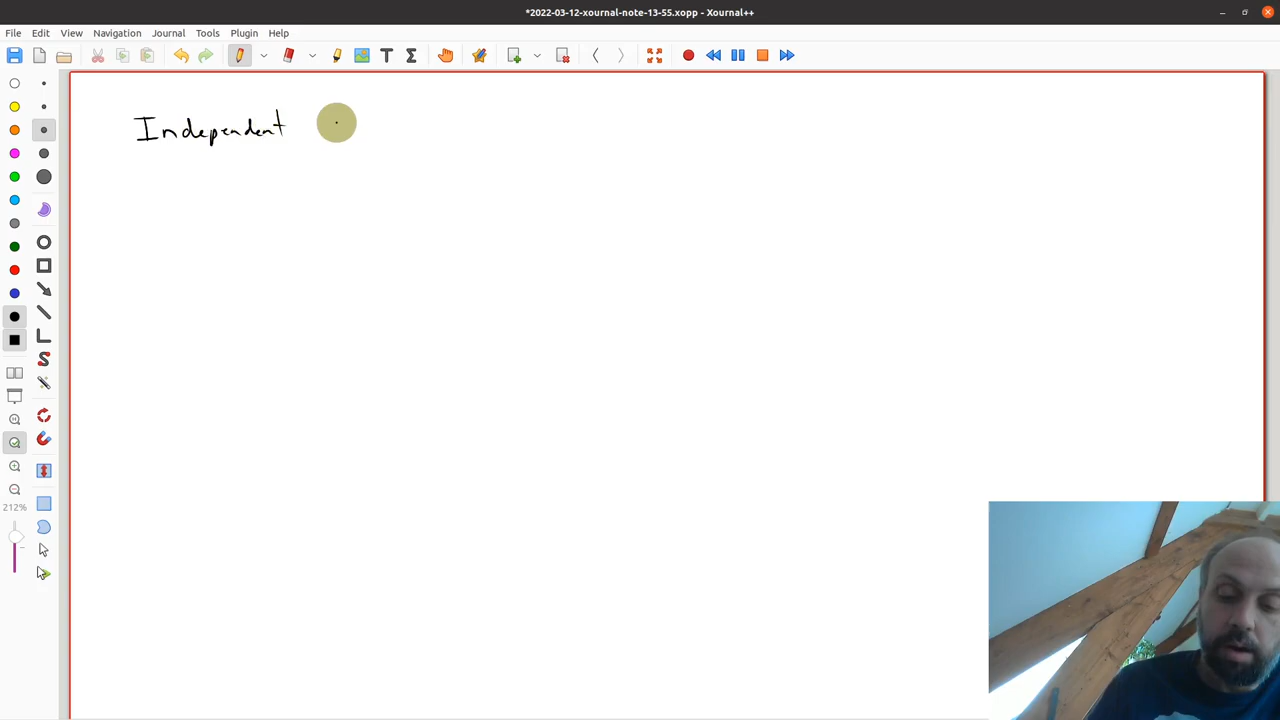 *2022-03-12-xournal-note-13-55.xopp - Xournal++
File Edit View Navigation Journal Tools Plugin Help
Independent
212%